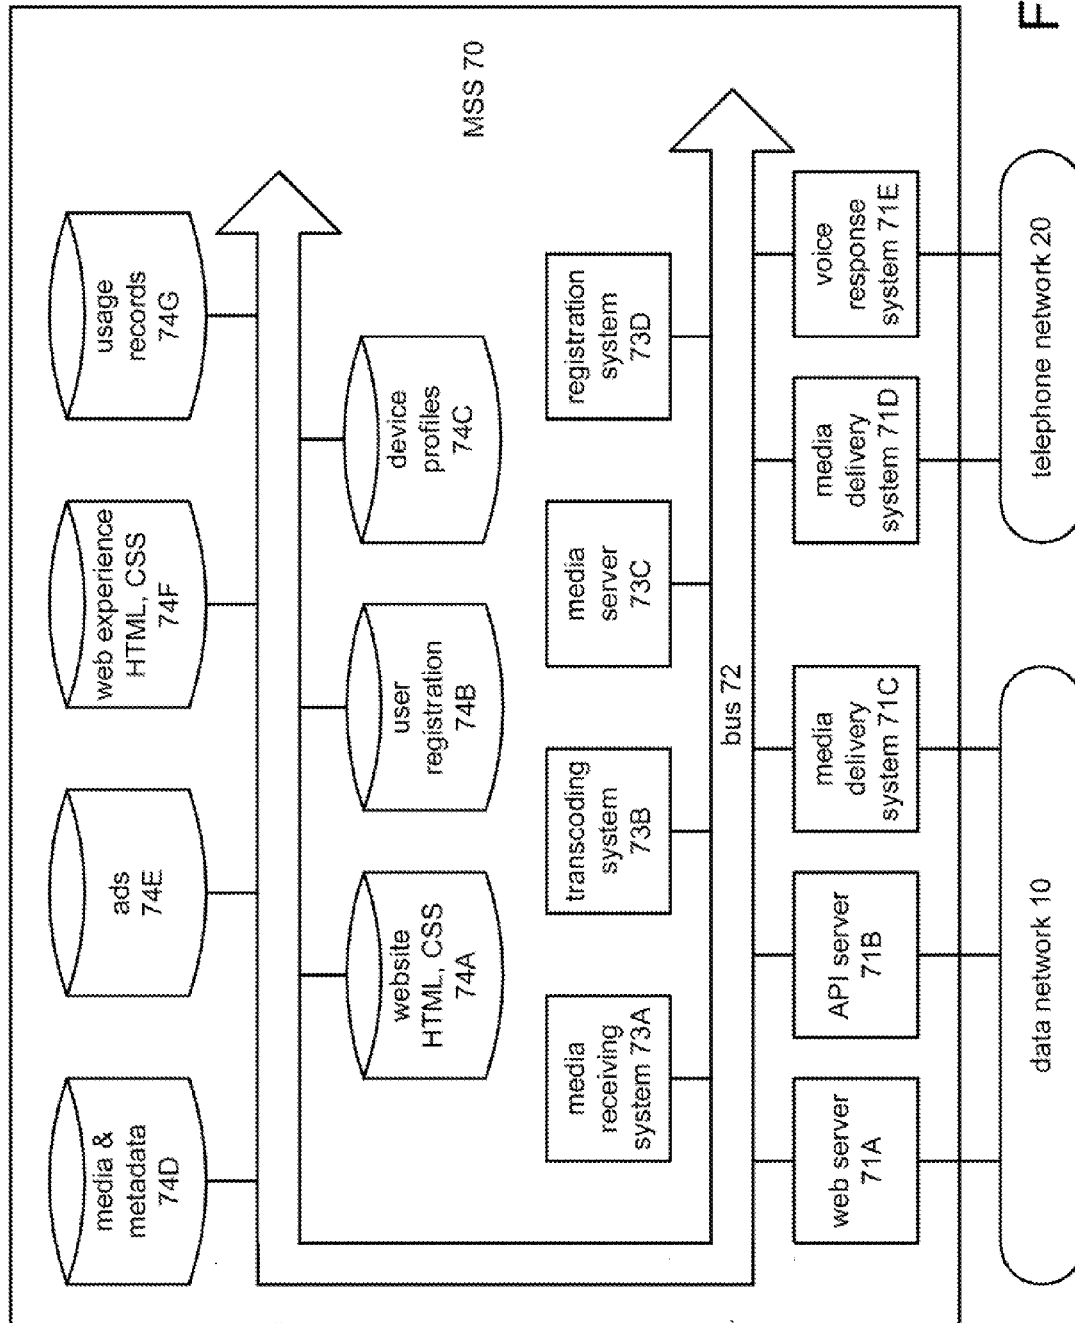 media &
metadata
74D
ads
74E
web experience
HTML, CSS
74F
usage
records
74G
website
HTML, CSS
74A
user
registration
74B
device
profiles
74C
MSS 70
media
receiving
system 73A
transcoding
system
73B
media
server
73C
registration
system
73D
bus 72
web server
71A
API server
71B
media
delivery
system 71C
media
delivery
system 71D
voice
response
system 71E
data network 10
telephone network 20
F